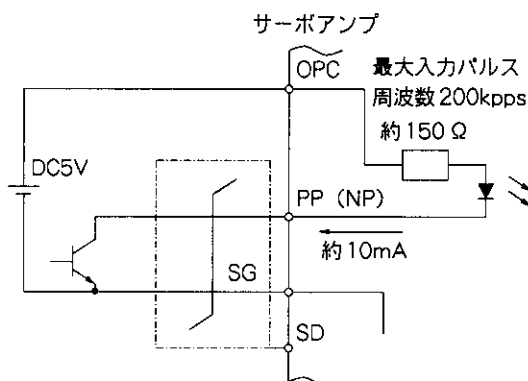 サーボアンプ
OPC
最大入力パルス
周波数200kpps
約150Ω
DC5V
PP（NP）
約10mA
SG
SD